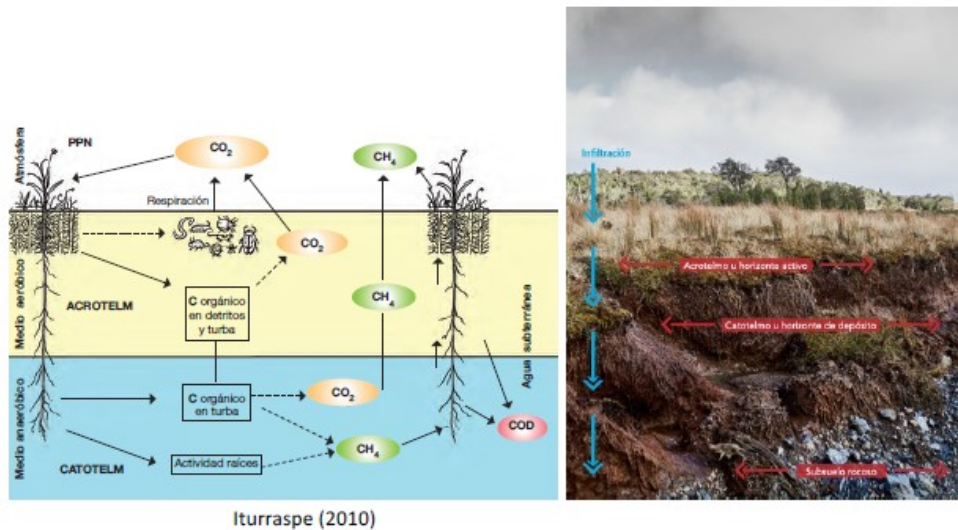 Atmósfera
PPN
CO2
CH4
Respiración
CO2
Medio aeróbico
ACROTELM
C orgánico
en detritos
y turba
CH4
Agua subterránea
Medio anaeróbico
CATOTELM
C orgánico
en turba
CO2
Actividad raíces
CH4
COD
Iturraspe (2010)
Infiltración
Acrotelmo u horizonte activo
Catotelmo u horizonte de depósito
Subsuelo rocoso